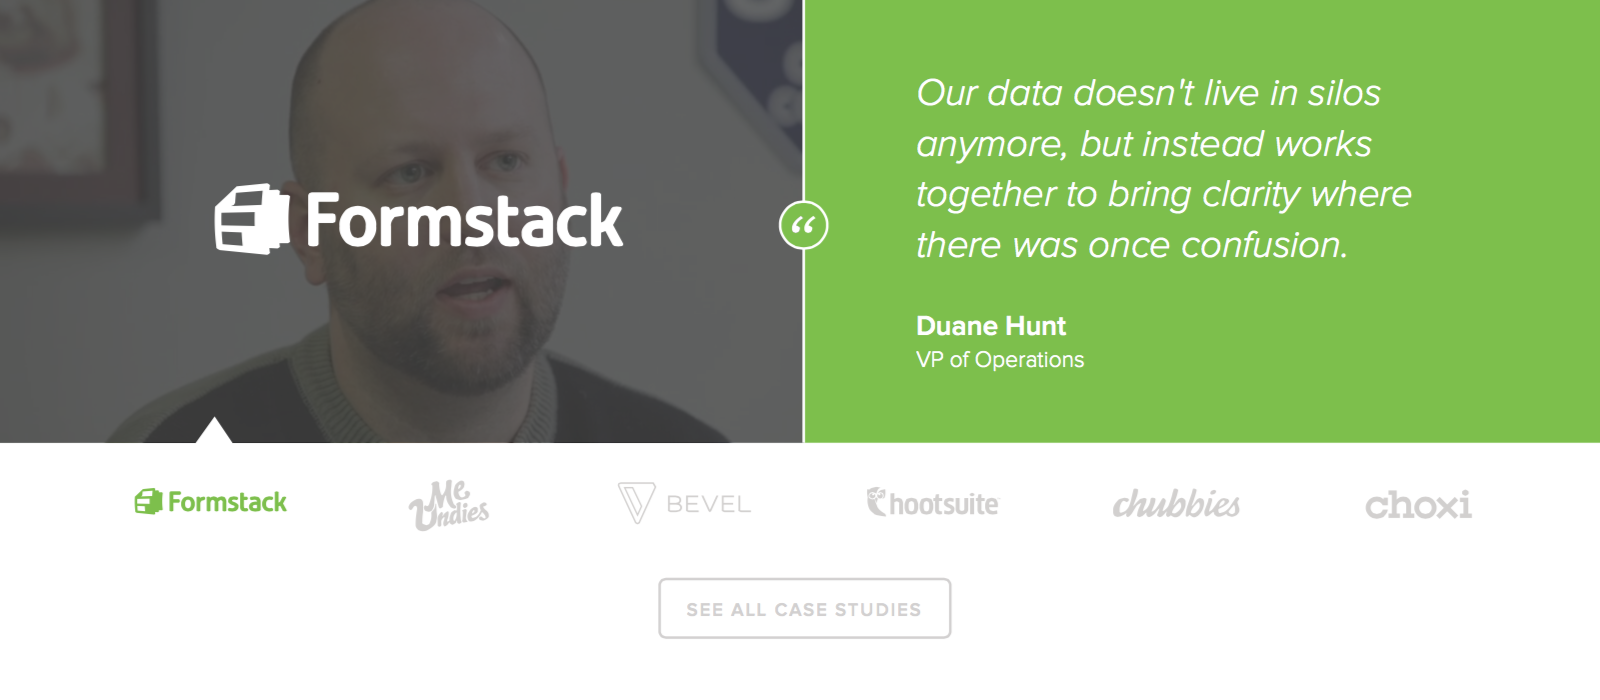 Formstack
“
Our data doesn't live in silos
anymore, but instead works
together to bring clarity where
there was once confusion.
Duane Hunt
VP of Operations
Formstack
Me
Undies
BEVEL
hootsuite
chubbies
choxi
SEE ALL CASE STUDIES